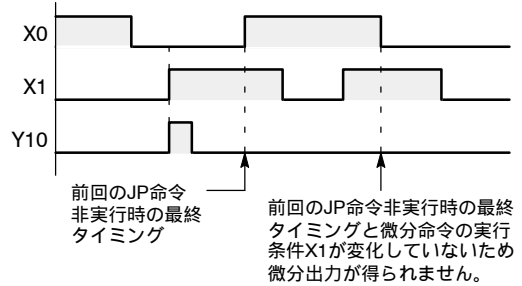 X0
X1
Y10
前回のJP命令
非実行時の最終
タイミング
前回のJP命令非実行時の最終
タイミングと微分命令の実行
条件X1が変化していないため
微分出力が得られません。